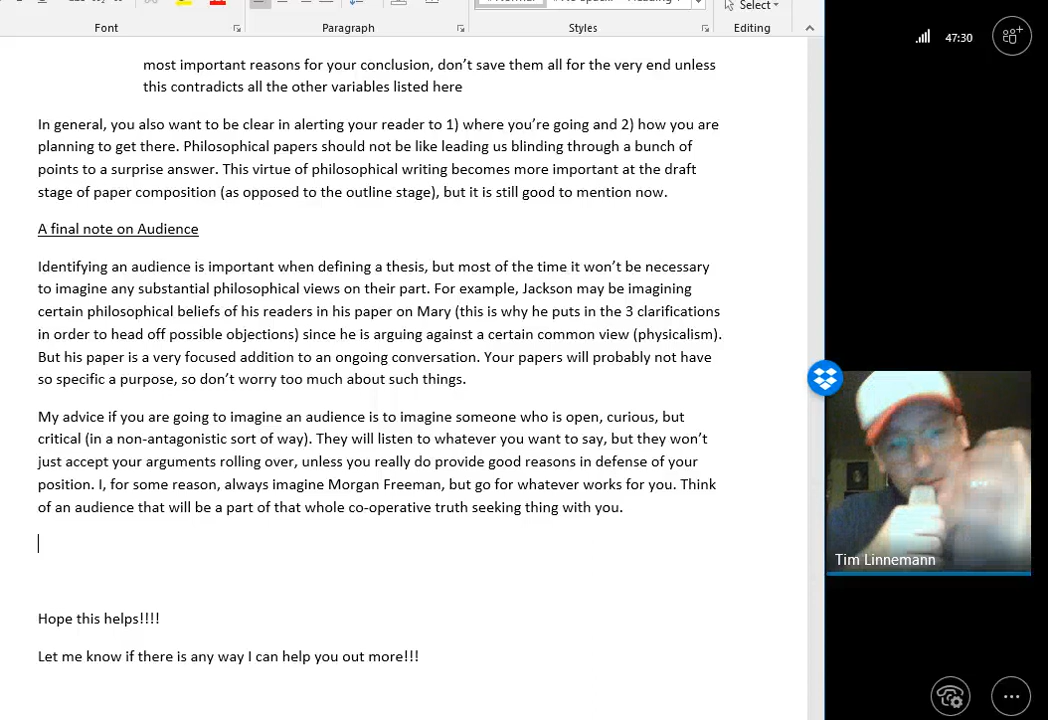 Select
Font
Paragraph
Styles
Editing
47:30
most important reasons for your conclusion, don't save them all for the very end unless
this contradicts all the other variables listed here
In general, you also want to be clear in alerting your reader to 1) where you're going and 2) how you are
planning to get there. Philosophical papers should not be like leading us blinding through a bunch of
points to a surprise answer. This virtue of philosophical writing becomes more important at the draft
stage of paper composition (as opposed to the outline stage), but it is still good to mention now.
A final note on Audience
Identifying an audience is important when defining a thesis, but most of the time it won't be necessary
to imagine any substantial philosophical views on their part. For example, Jackson may be imagining
certain philosophical beliefs of his readers in his paper on Mary (this is why he puts in the 3 clarifications
in order to head off possible objections) since he is arguing against a certain common view (physicalism).
But his paper is a very focused addition to an ongoing conversation. Your papers will probably not have
so specific a purpose, so don't worry too much about such things.
My advice if you are going to imagine an audience is to imagine someone who is open, curious, but
critical (in a non-antagonistic sort of way). They will listen to whatever you want to say, but they won't
just accept your arguments rolling over, unless you really do provide good reasons in defense of your
position. I, for some reason, always imagine Morgan Freeman, but go for whatever works for you. Think
of an audience that will be a part of that whole co-operative truth seeking thing with you.
Tim Linnemann
Hope this helps!!!!
Let me know if there is any way I can help you out more!!!